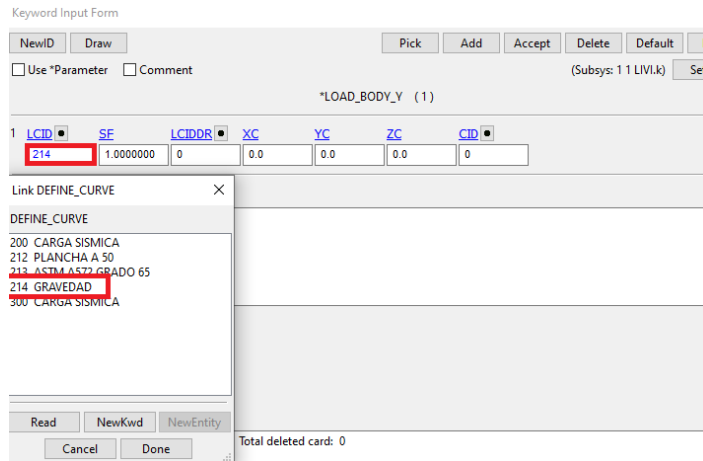 Keyword Input Form
NewID Draw Pick Add Accept Delete Default
Use *Parameter Comment (Subsys: 1 1 LIVI.k) Se
*LOAD_BODY_Y (1)
1 LCID SF LCIDDR XC YC ZC CID
214 1.0000000 0 0.0 0.0 0.0 0
Link DEFINE_CURVE
DEFINE_CURVE
200 CARGA SISMICA
212 PLANCHA A 50
213 ASTM A572 GRADO 65
214 GRAVEDAD
300 CARGA SISMICA
Read NewKwd NewEntity
Cancel Done
Total deleted card: 0